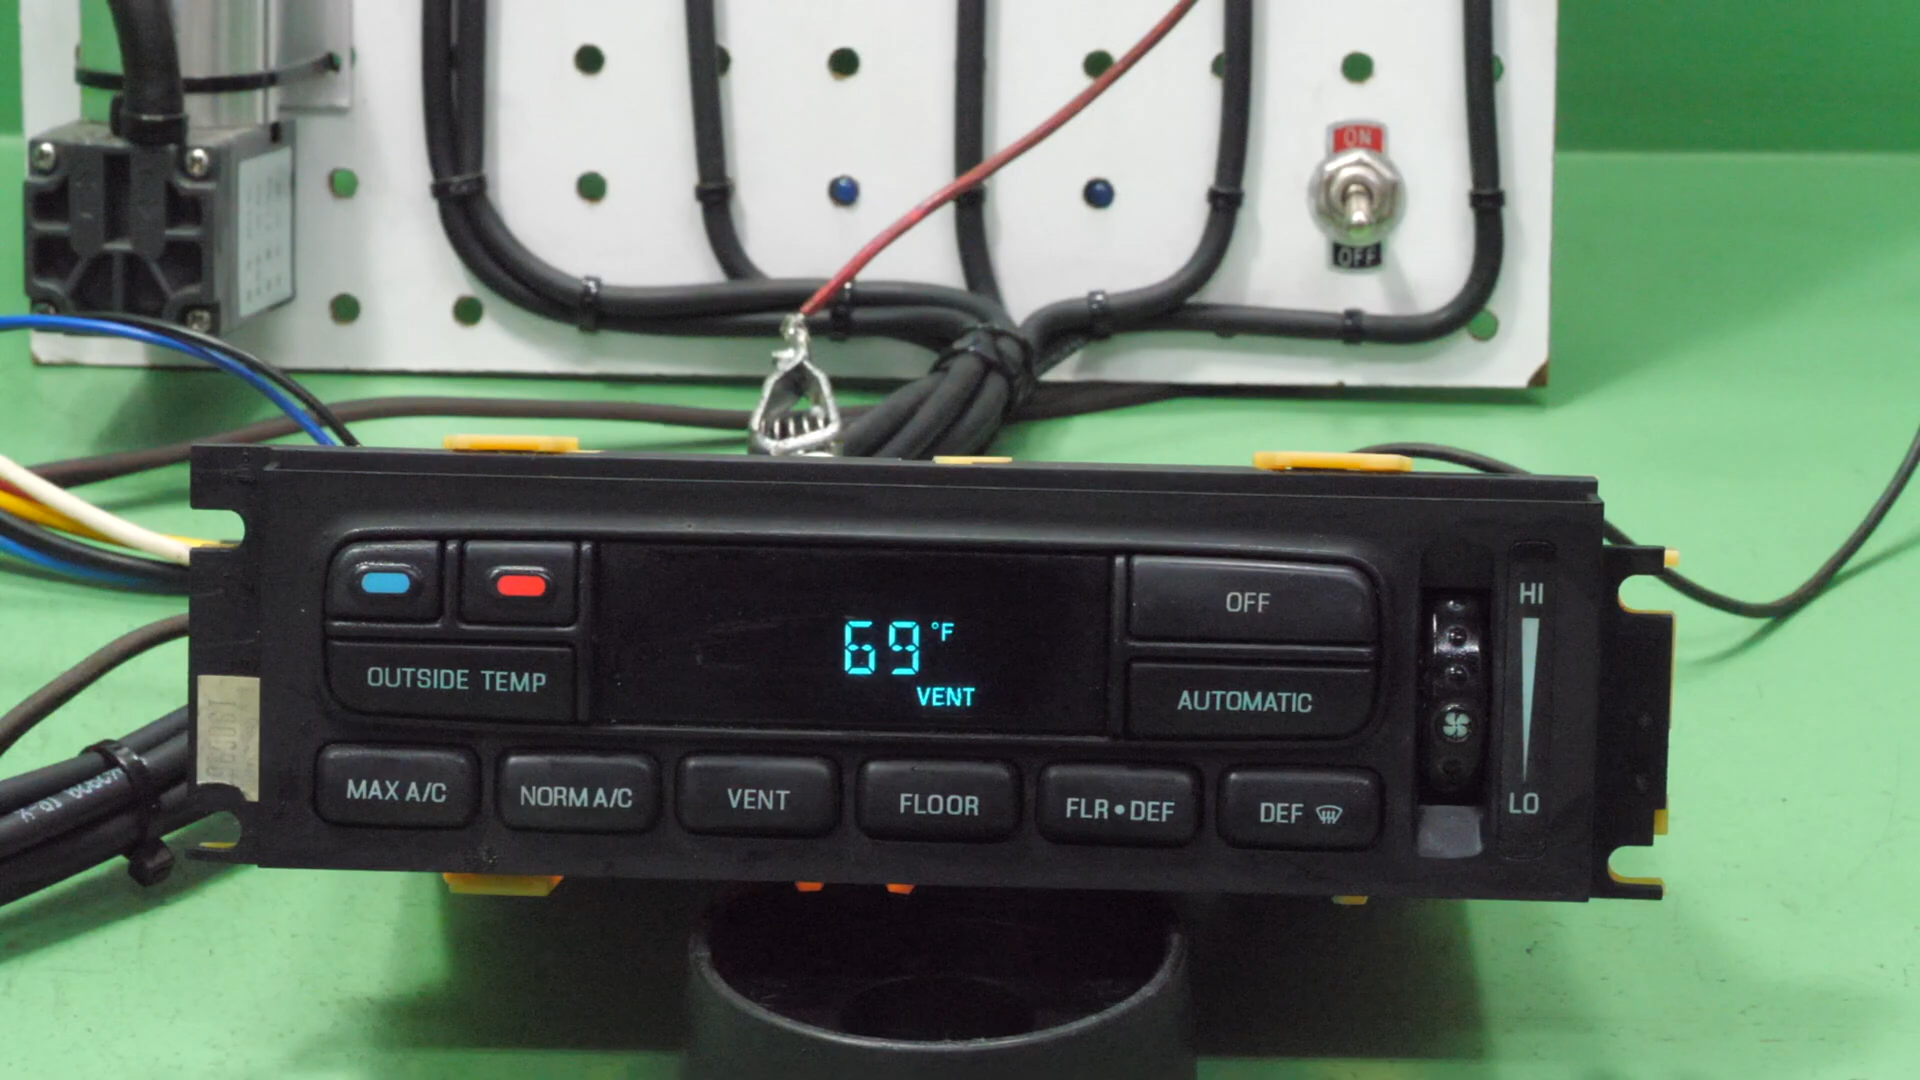 ON
OFF
69 °F
VENT
OFF
OUTSIDE TEMP
AUTOMATIC
HI
LO
MAX A/C
NORM A/C
VENT
FLOOR
FLR•DEF
DEF